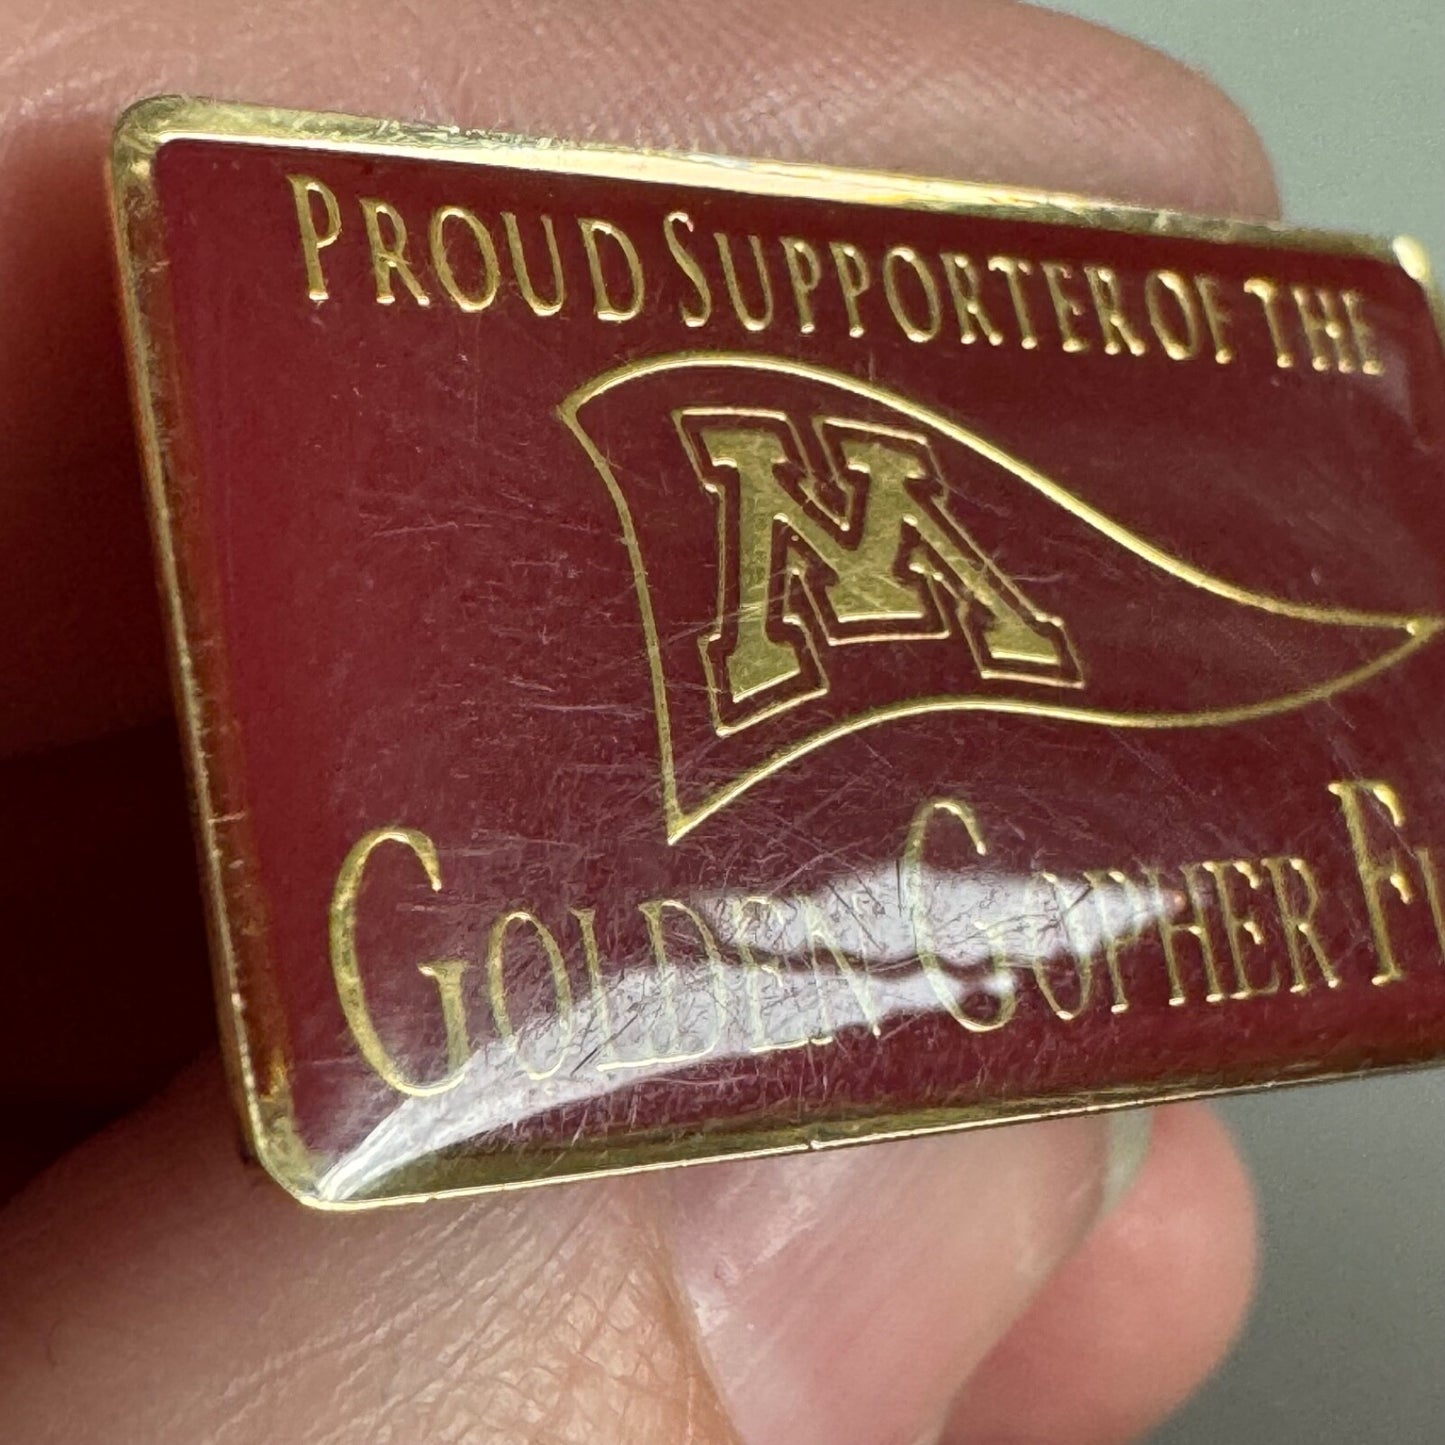 PROUD SUPPORTER OF THE
M
GOLDEN GOPHER